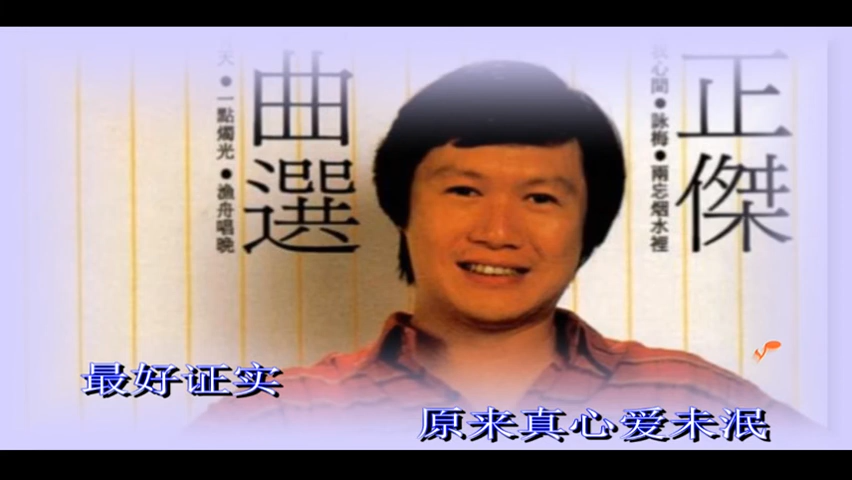 正傑
曲選
詠梅●兩忘烟水裡
一點燭光●漁舟唱晚
最好证实
原来真心爱未泯